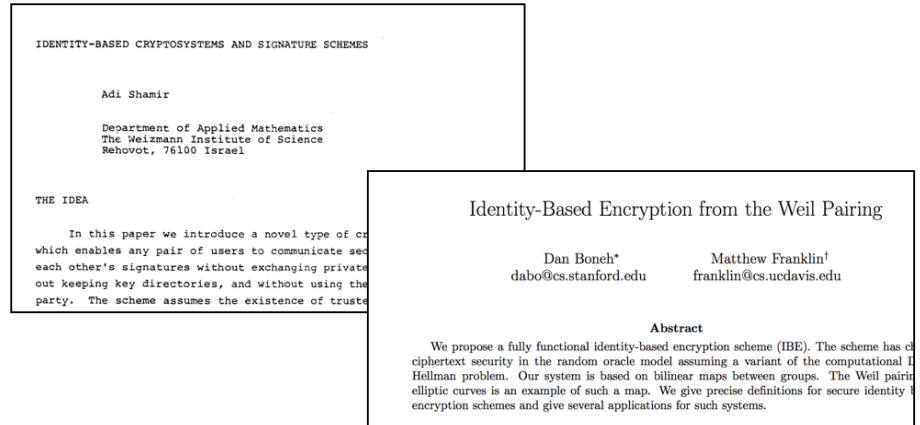 IDENTITY-BASED CRYPTOSYSTEMS AND SIGNATURE SCHEMES
Adi Shamir
Department of Applied Mathematics
The Weizmann Institute of Science
Rehovot, 76100 Israel
THE IDEA
In this paper we introduce a novel type of
which enables any pair of users to communicate
each other's signatures without exchanging private
out keeping key directories, and without using the
party. The scheme assumes the existence of
Identity-Based Encryption from the Weil Pairing
Dan Boneh* Matthew Franklin†
dabo@cs.stanford.edu franklin@cs.ucdavis.edu
Abstract
We propose a fully functional identity-based encryption scheme (IBE). The scheme has
ciphertext security in the random oracle model assuming a variant of the computational
Hellman problem. Our system is based on bilinear maps between groups. The Weil
elliptic curves is an example of such a map. We give precise definitions for secure identity
encryption schemes and give several applications for such systems.